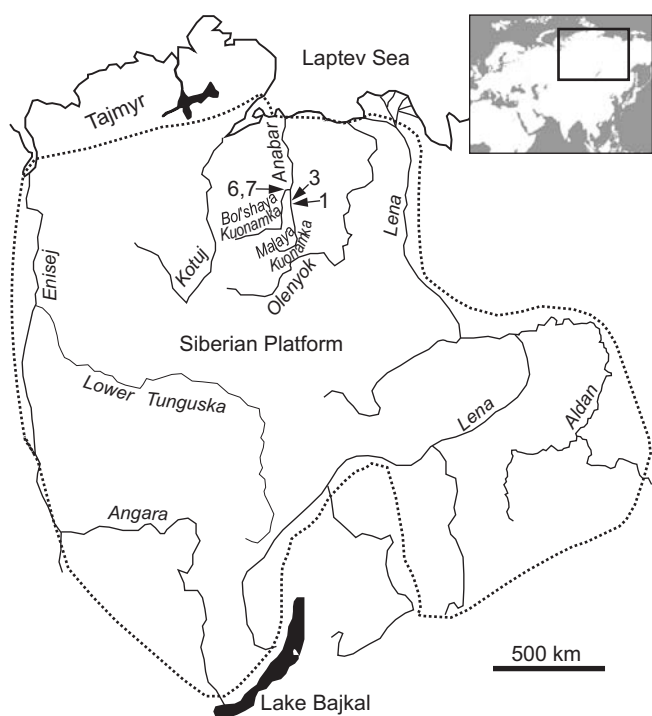 Laptev Sea
Tajmyr
Anabar
6,7
3
1
Bol'shaya
Kuonamka
Malaya
Kuonamka
Kotuj
Olenyok
Lena
Enisej
Siberian Platform
Lower Tunguska
Lena
Aldan
Angara
500 km
Lake Bajkal